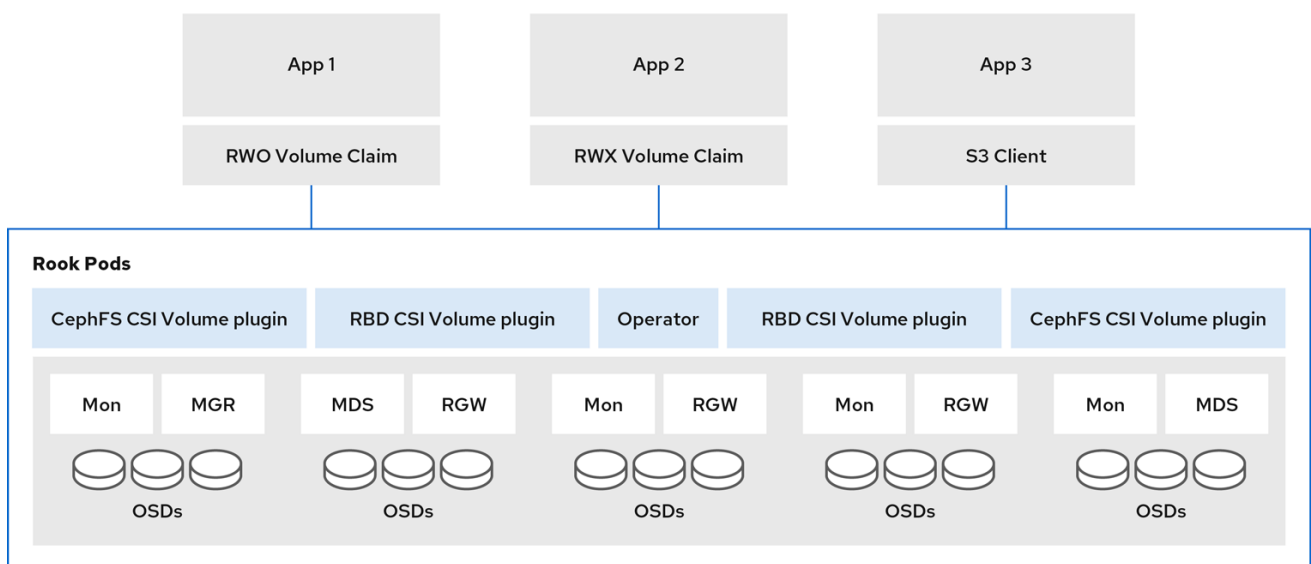 App 1
App 2
App 3
RWO Volume Claim
RWX Volume Claim
S3 Client
Rook Pods
CephFS CSI Volume plugin
RBD CSI Volume plugin
Operator
RBD CSI Volume plugin
CephFS CSI Volume plugin
Mon
MGR
MDS
RGW
Mon
RGW
Mon
RGW
Mon
MDS
OSDs
OSDs
OSDs
OSDs
OSDs